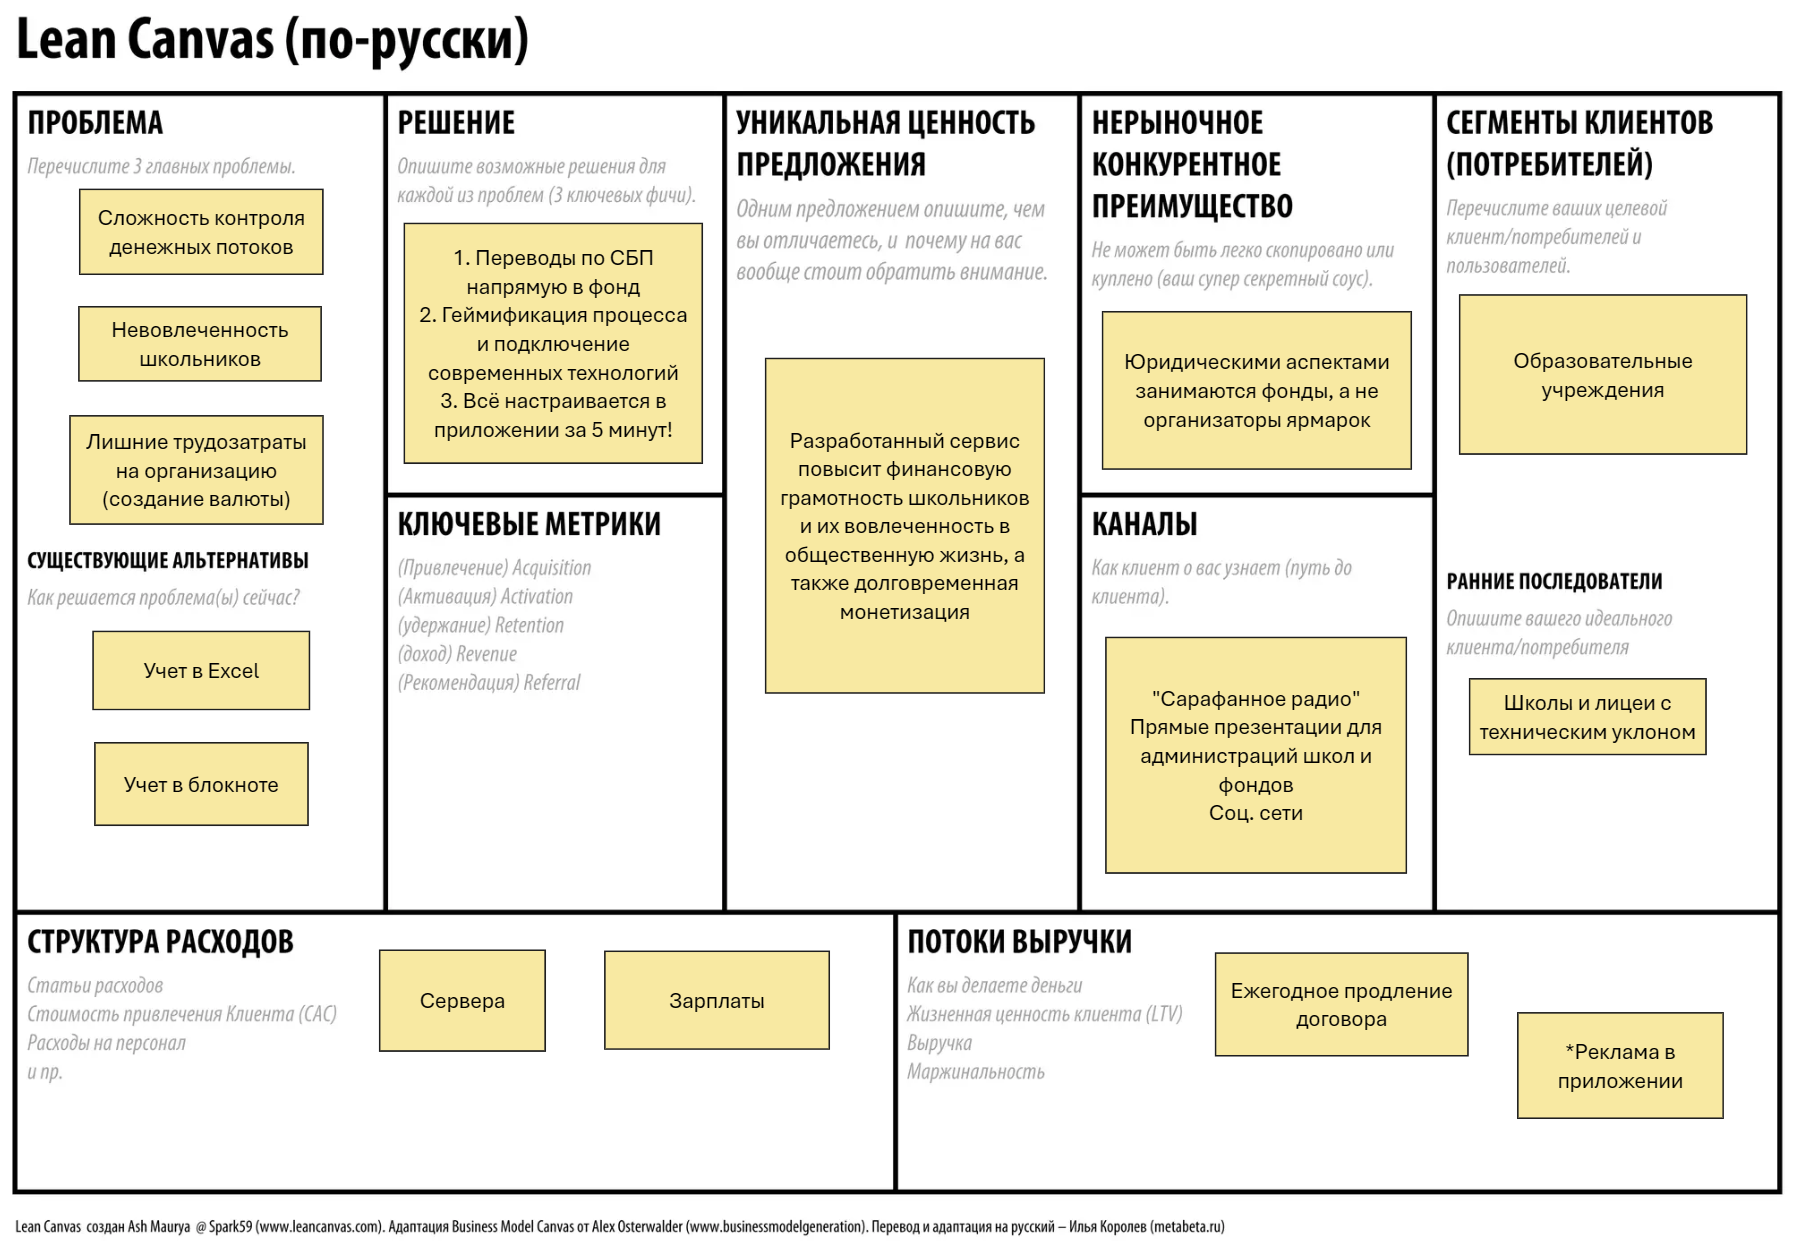 Lean Canvas (по-русски)
ПРОБЛЕМА
Перечислите 3 главных проблемы.
Сложность контроля
денежных потоков
Невовлеченность
школьников
Лишние трудозатраты
на организацию
(создание валюты)
СУЩЕСТВУЮЩИЕ АЛЬТЕРНАТИВЫ
Как решается проблема(ы) сейчас?
Учет в Excel
Учет в блокноте
РЕШЕНИЕ
Опишите возможные решения для
каждой из проблем (3 ключевых фичи).
1. Переводы по СБП
напрямую в фонд
2. Геймификация процесса
и подключение
современных технологий
3. Всё настраивается в
приложении за 5 минут!
КЛЮЧЕВЫЕ МЕТРИКИ
(Привлечение) Acquisition
(Активация) Activation
(удержание) Retention
(доход) Revenue
(Рекомендация) Referral
УНИКАЛЬНАЯ ЦЕННОСТЬ
ПРЕДЛОЖЕНИЯ
Одним предложением опишите, чем
вы отличаетесь, и почему на вас
вообще стоит обратить внимание.
Разработанный сервис
повысит финансовую
грамотность школьников
и их вовлеченность в
общественную жизнь, а
также долговременная
монетизация
НЕРЫНОЧНОЕ
КОНКУРЕНТНОЕ
ПРЕИМУЩЕСТВО
Не может быть легко скопировано или
куплено (ваш супер секретный соус).
Юридическими аспектами
занимаются фонды, а не
организаторы ярмарок
КАНАЛЫ
Как клиент о вас узнает (путь до
клиента).
"Сарафанное радио"
Прямые презентации для
администраций школ и
фондов
Соц. сети
СЕГМЕНТЫ КЛИЕНТОВ
(ПОТРЕБИТЕЛЕЙ)
Перечислите ваших целевой
клиент/потребителей и
пользователей.
Образовательные
учреждения
РАННИЕ ПОСЛЕДОВАТЕЛИ
Опишите вашего идеального
клиента/потребителя
Школы и лицеи с
техническим уклоном
СТРУКТУРА РАСХОДОВ
Статьи расходов
Стоимость привлечения Клиента (CAC)
Расходы на персонал
и пр.
Сервера
Зарплаты
ПОТОКИ ВЫРУЧКИ
Как вы делаете деньги
Жизненная ценность клиента (LTV)
Выручка
Маржинальность
Ежегодное продление
договора
*Реклама в
приложении
Lean Canvas создан Ash Maurya @ Spark59 (www.leancanvas.com). Адаптация Business Model Canvas от Alex Osterwalder (www.businessmodelgeneration). Перевод и адаптация на русский – Илья Королев (metabeta.ru)